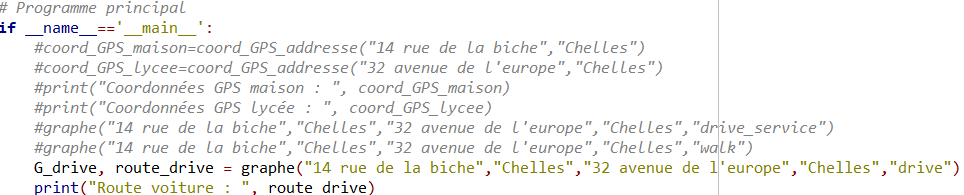 # Programme principal
if __name__=='__main__':
    #coord_GPS_maison=coord_GPS_addresse("14 rue de la biche","Chelles")
    #coord_GPS_lycee=coord_GPS_addresse("32 avenue de l'europe","Chelles")
    #print("Coordonnées GPS maison : ", coord_GPS_maison)
    #print("Coordonnées GPS lycée : ", coord_GPS_lycee)
    #graphe("14 rue de la biche","Chelles","32 avenue de l'europe","Chelles","drive_service")
    #graphe("14 rue de la biche","Chelles","32 avenue de l'europe","Chelles","walk")
    G_drive, route_drive = graphe("14 rue de la biche","Chelles","32 avenue de l'europe","Chelles","drive")
    print("Route voiture : ", route_drive)